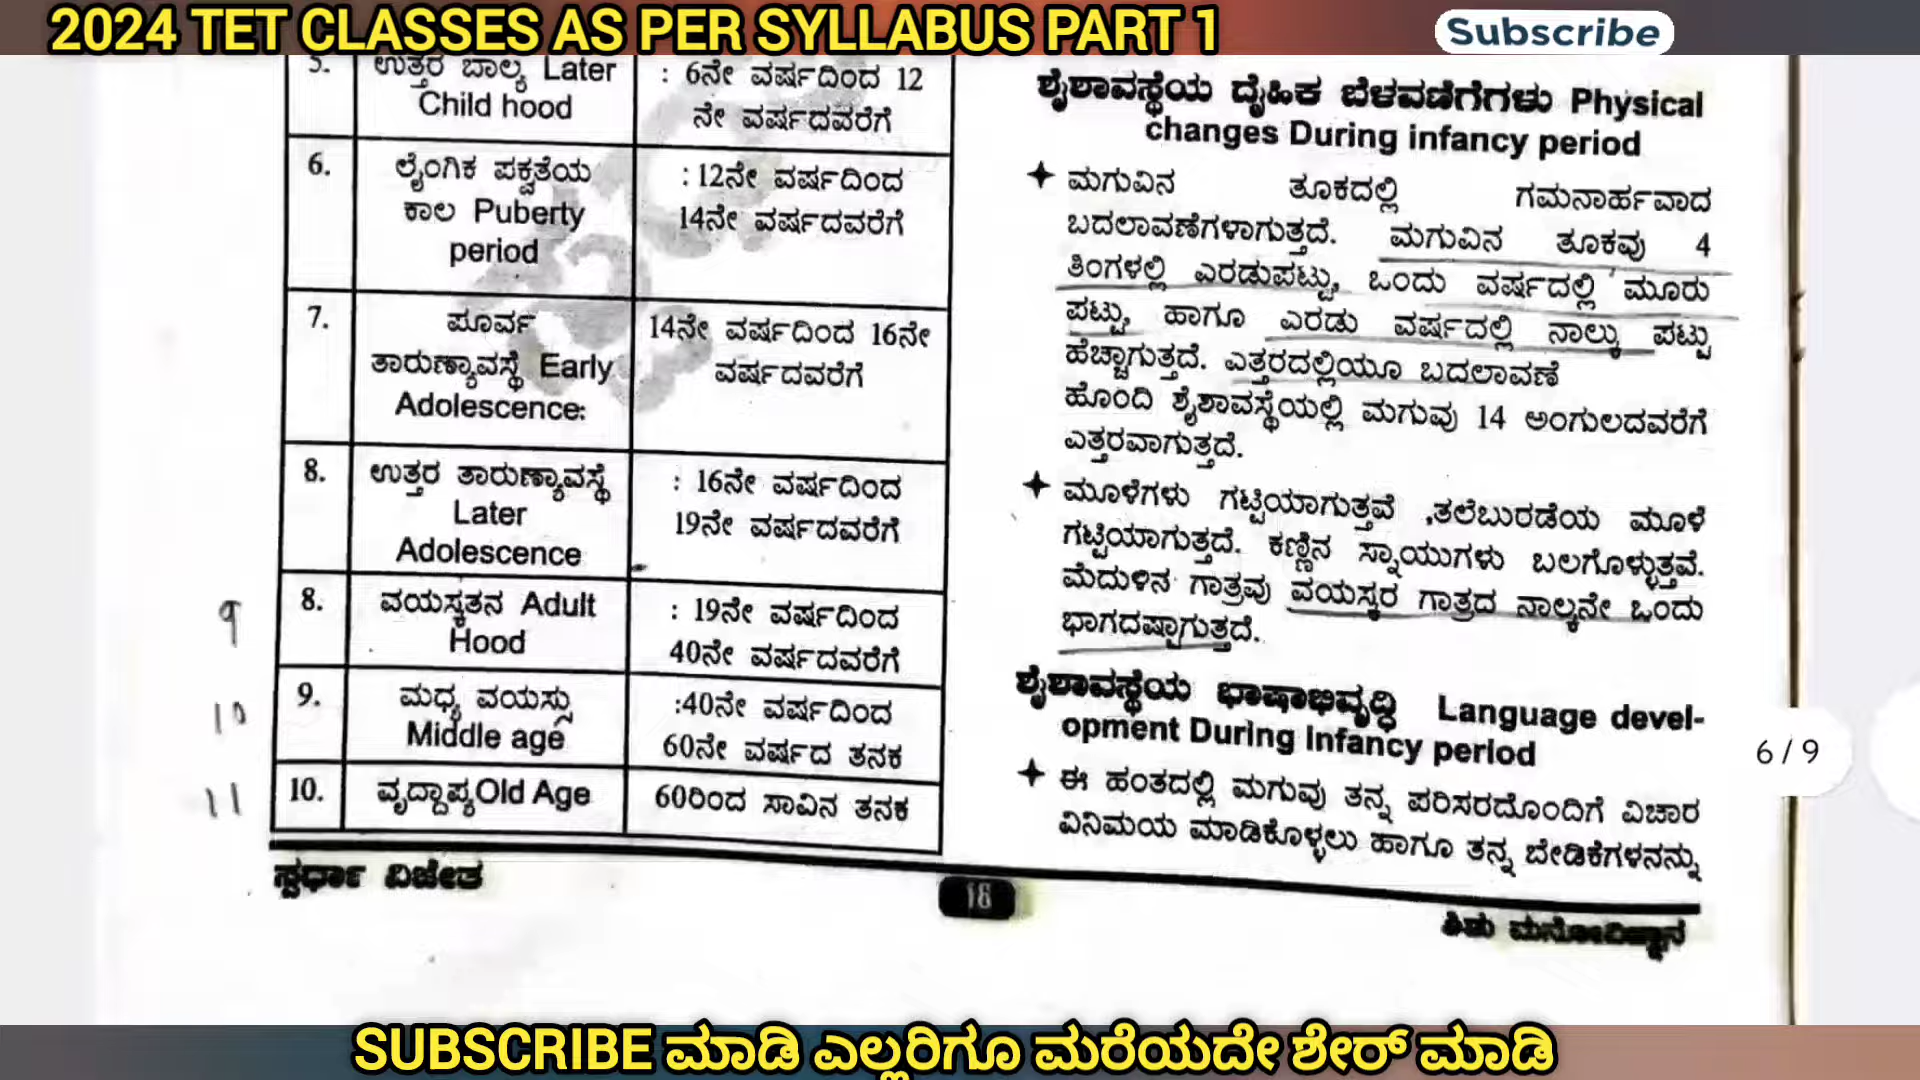 2024 TET CLASSES AS PER SYLLABUS PART 1
Subscribe
5. ಉತ್ತರ ಬಾಲ್ಯ Later : 6ನೇ ವರ್ಷದಿಂದ 12
Child hood ನೇ ವರ್ಷದವರೆಗೆ
6. ಲೈಂಗಿಕ ಪಕ್ವತೆಯ : 12ನೇ ವರ್ಷದಿಂದ
ಕಾಲ Puberty 14ನೇ ವರ್ಷದವರೆಗೆ
period
7. ಪೂರ್ವ 14ನೇ ವರ್ಷದಿಂದ 16ನೇ
ತಾರುಣ್ಯಾವಸ್ಥೆ Early ವರ್ಷದವರೆಗೆ
Adolescence:
8. ಉತ್ತರ ತಾರುಣ್ಯಾವಸ್ಥೆ : 16ನೇ ವರ್ಷದಿಂದ
Later 19ನೇ ವರ್ಷದವರೆಗೆ
Adolescence
9 8. ವಯಸ್ಕತನ Adult : 19ನೇ ವರ್ಷದಿಂದ
Hood 40ನೇ ವರ್ಷದವರೆಗೆ
10 9. ಮಧ್ಯ ವಯಸ್ಸು :40ನೇ ವರ್ಷದಿಂದ
Middle age 60ನೇ ವರ್ಷದ ತನಕ
11 10. ವೃದ್ದಾಪ್ಯ Old Age 60ರಿಂದ ಸಾವಿನ ತನಕ
ಶೈಶಾವಸ್ಥೆಯ ದೈಹಿಕ ಬೆಳವಣಿಗೆಗಳು Physical
changes During infancy period
✦ ಮಗುವಿನ ತೂಕದಲ್ಲಿ ಗಮನಾರ್ಹವಾದ
ಬದಲಾವಣೆಗಳಾಗುತ್ತದೆ. ಮಗುವಿನ ತೂಕವು 4
ತಿಂಗಳಲ್ಲಿ ಎರಡುಪಟ್ಟು, ಒಂದು ವರ್ಷದಲ್ಲಿ ಮೂರು
ಪಟ್ಟು ಹಾಗೂ ಎರಡು ವರ್ಷದಲ್ಲಿ ನಾಲ್ಕು ಪಟ್ಟು
ಹೆಚ್ಚಾಗುತ್ತದೆ. ಎತ್ತರದಲ್ಲಿಯೂ ಬದಲಾವಣೆ
ಹೊಂದಿ ಶೈಶಾವಸ್ಥೆಯಲ್ಲಿ ಮಗುವು 14 ಅಂಗುಲದವರೆಗೆ
ಎತ್ತರವಾಗುತ್ತದೆ.
✦ ಮೂಳೆಗಳು ಗಟ್ಟಿಯಾಗುತ್ತವೆ ,ತಲೆಬುರಡೆಯ ಮೂಳೆ
ಗಟ್ಟಿಯಾಗುತ್ತದೆ. ಕಣ್ಣಿನ ಸ್ನಾಯುಗಳು ಬಲಗೊಳ್ಳುತ್ತವೆ.
ಮೆದುಳಿನ ಗಾತ್ರವು ವಯಸ್ಕರ ಗಾತ್ರದ ನಾಲ್ಕನೇ ಒಂದು
ಭಾಗದಷ್ಟಾಗುತ್ತದೆ.
ಶೈಶಾವಸ್ಥೆಯ ಭಾಷಾಭಿವೃದ್ಧಿ Language devel-
opment During Infancy period
✦ ಈ ಹಂತದಲ್ಲಿ ಮಗುವು ತನ್ನ ಪರಿಸರದೊಂದಿಗೆ ವಿಚಾರ
ವಿನಿಮಯ ಮಾಡಿಕೊಳ್ಳಲು ಹಾಗೂ ತನ್ನ ಬೇಡಿಕೆಗಳನನ್ನು
6 / 9
ಸ್ಪರ್ಧಾ ವಿಜೇತ
18
ಶಿಶು ಮನೋವಿಜ್ಞಾನ
SUBSCRIBE ಮಾಡಿ ಎಲ್ಲರಿಗೂ ಮರೆಯದೇ ಶೇರ್ ಮಾಡಿ